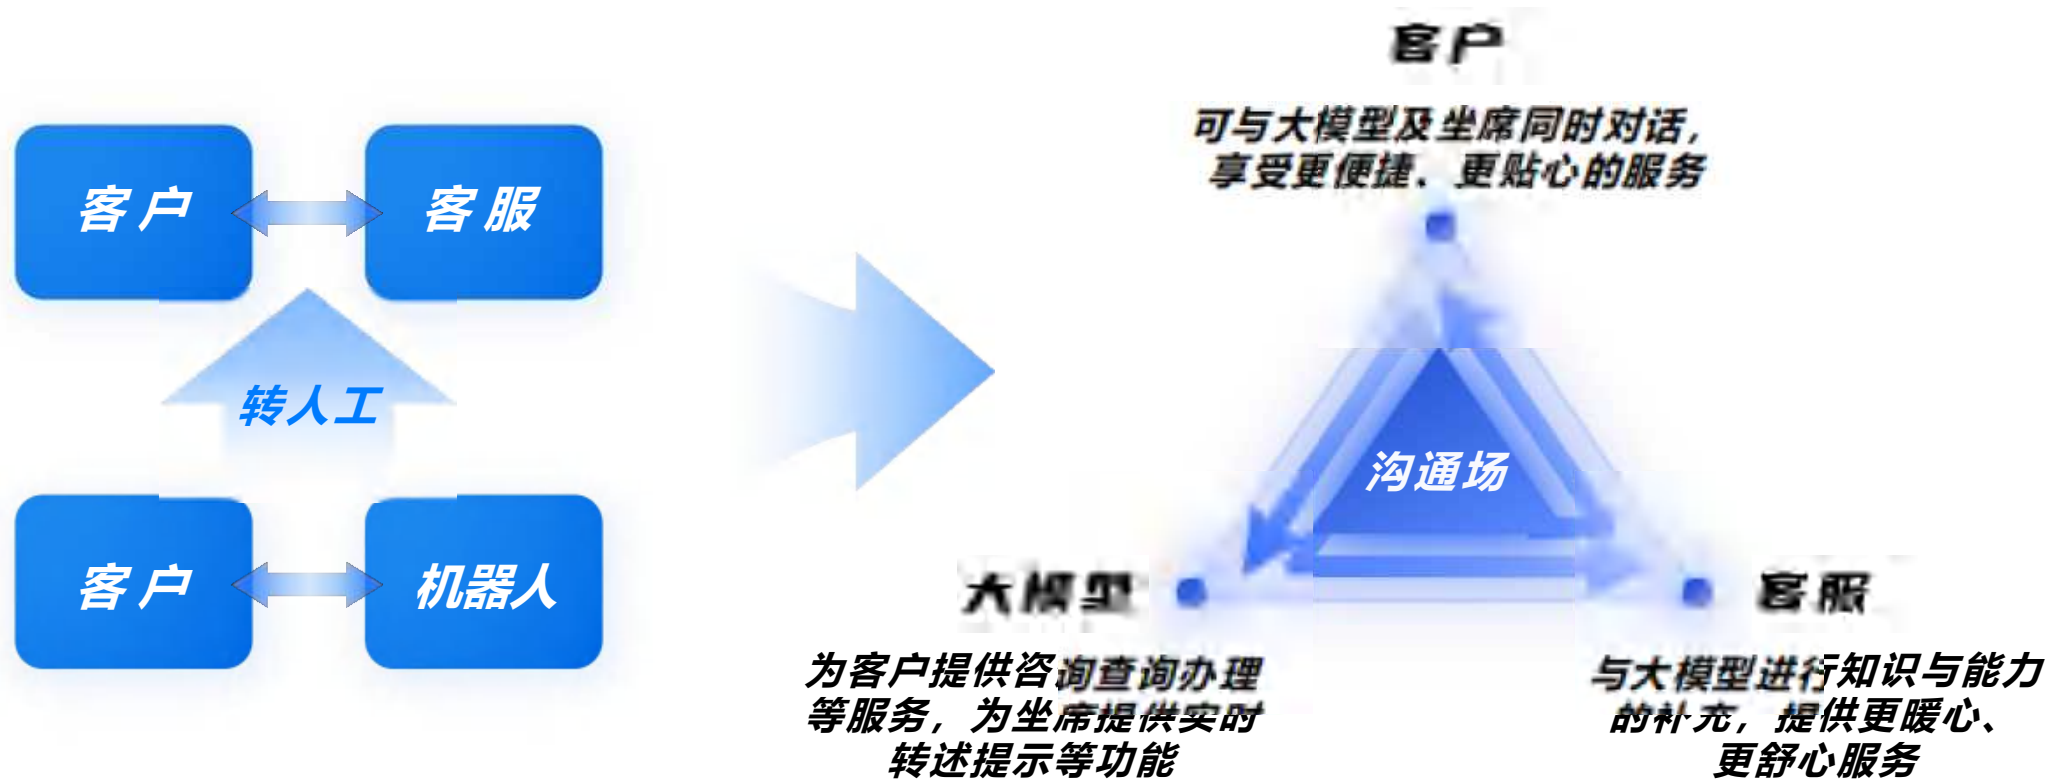 客户
客服
转人工
客户
机器人
客户
可与大模型及坐席同时对话，
享受更便捷、更贴心的服务
沟通场
大模型
为客户提供咨询查询办理
等服务，为坐席提供实时
转述提示等功能
客服
与大模型进行知识与能力
的补充，提供更暖心、
更舒心服务